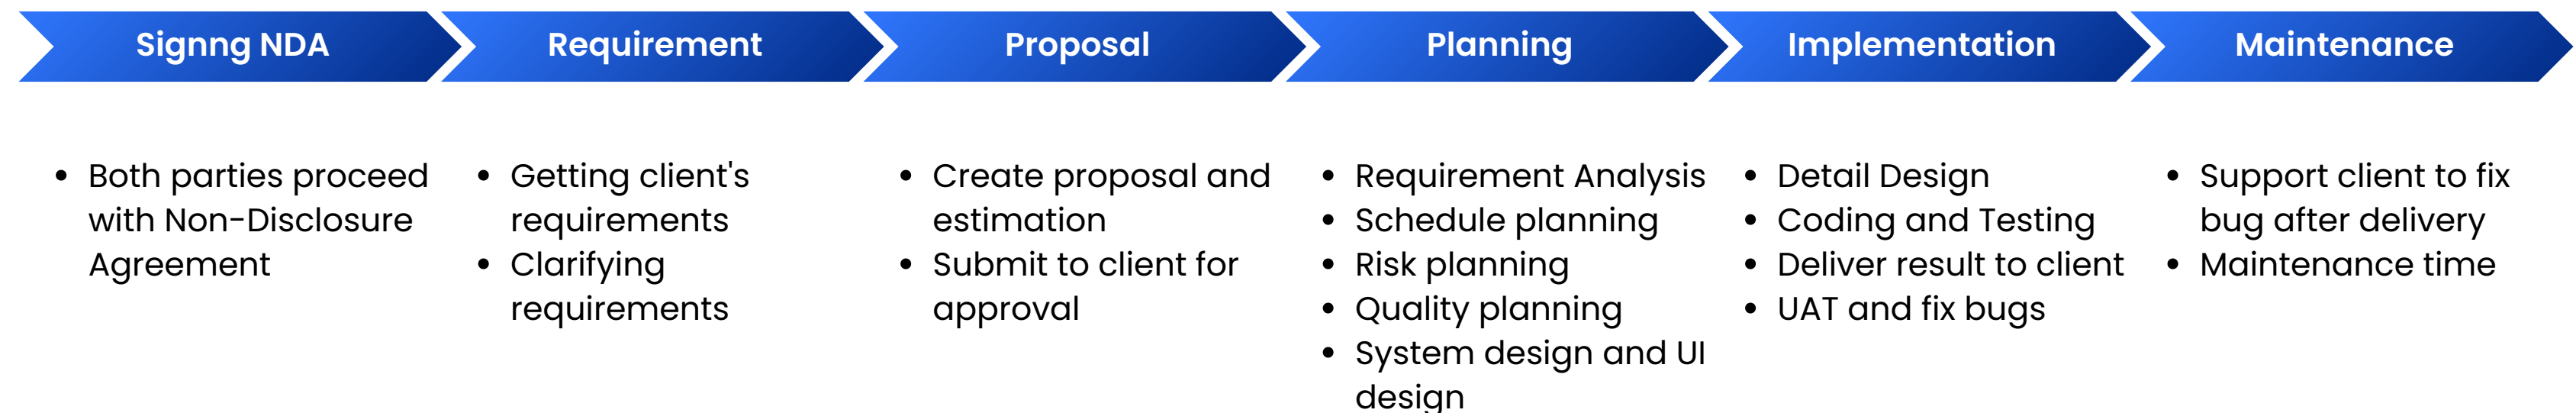 Signng NDA
Requirement
Proposal
Planning
Implementation
Maintenance
• Both parties proceed
with Non-Disclosure
Agreement
• Getting client's
requirements
• Clarifying
requirements
• Create proposal and
estimation
• Submit to client for
approval
• Requirement Analysis
• Schedule planning
• Risk planning
• Quality planning
• System design and UI
design
• Detail Design
• Coding and Testing
• Deliver result to client
• UAT and fix bugs
• Support client to fix
bug after delivery
• Maintenance time